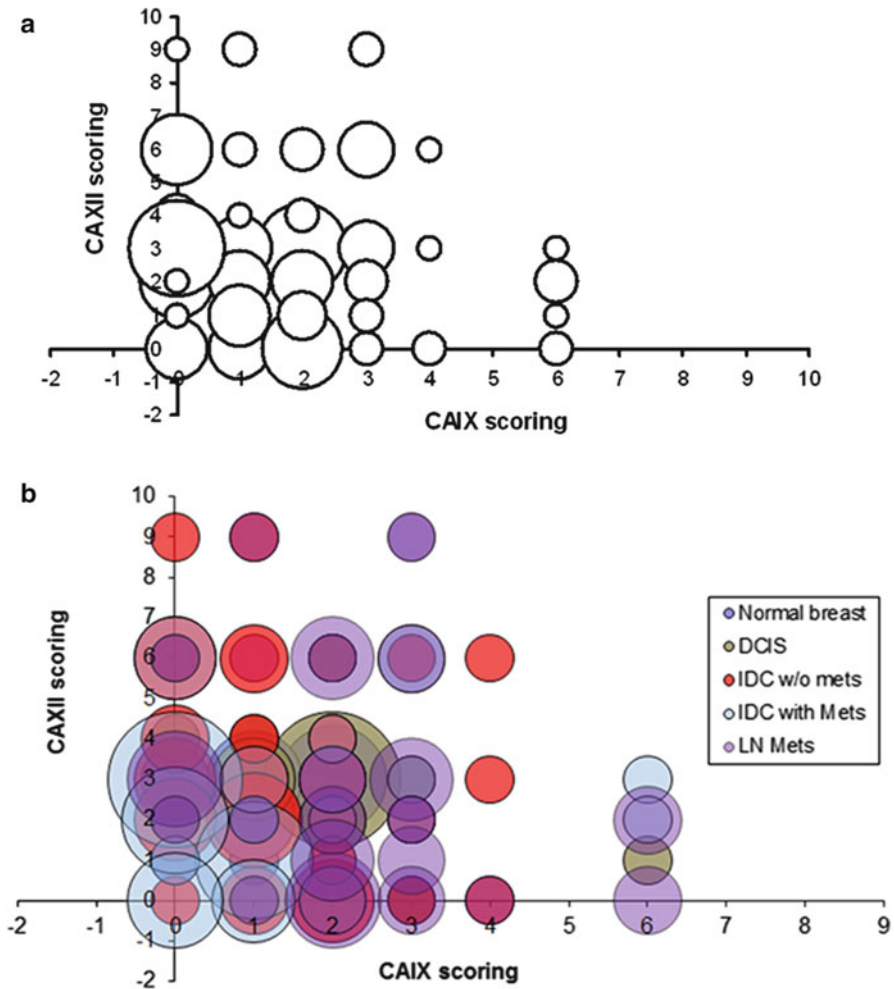 a
10
9
8
7
6
5
4
3
2
1
0
-1
-2
CAXII scoring
-2 -1 0 1 2 3 4 5 6 7 8 9 10
CAIX scoring
b
10
9
8
7
6
5
4
3
2
1
0
-1
-2
CAXII scoring
-2 -1 0 1 2 3 4 5 6 7 8 9
CAIX scoring
Normal breast
DCIS
IDC w/o mets
IDC with Mets
LN Mets